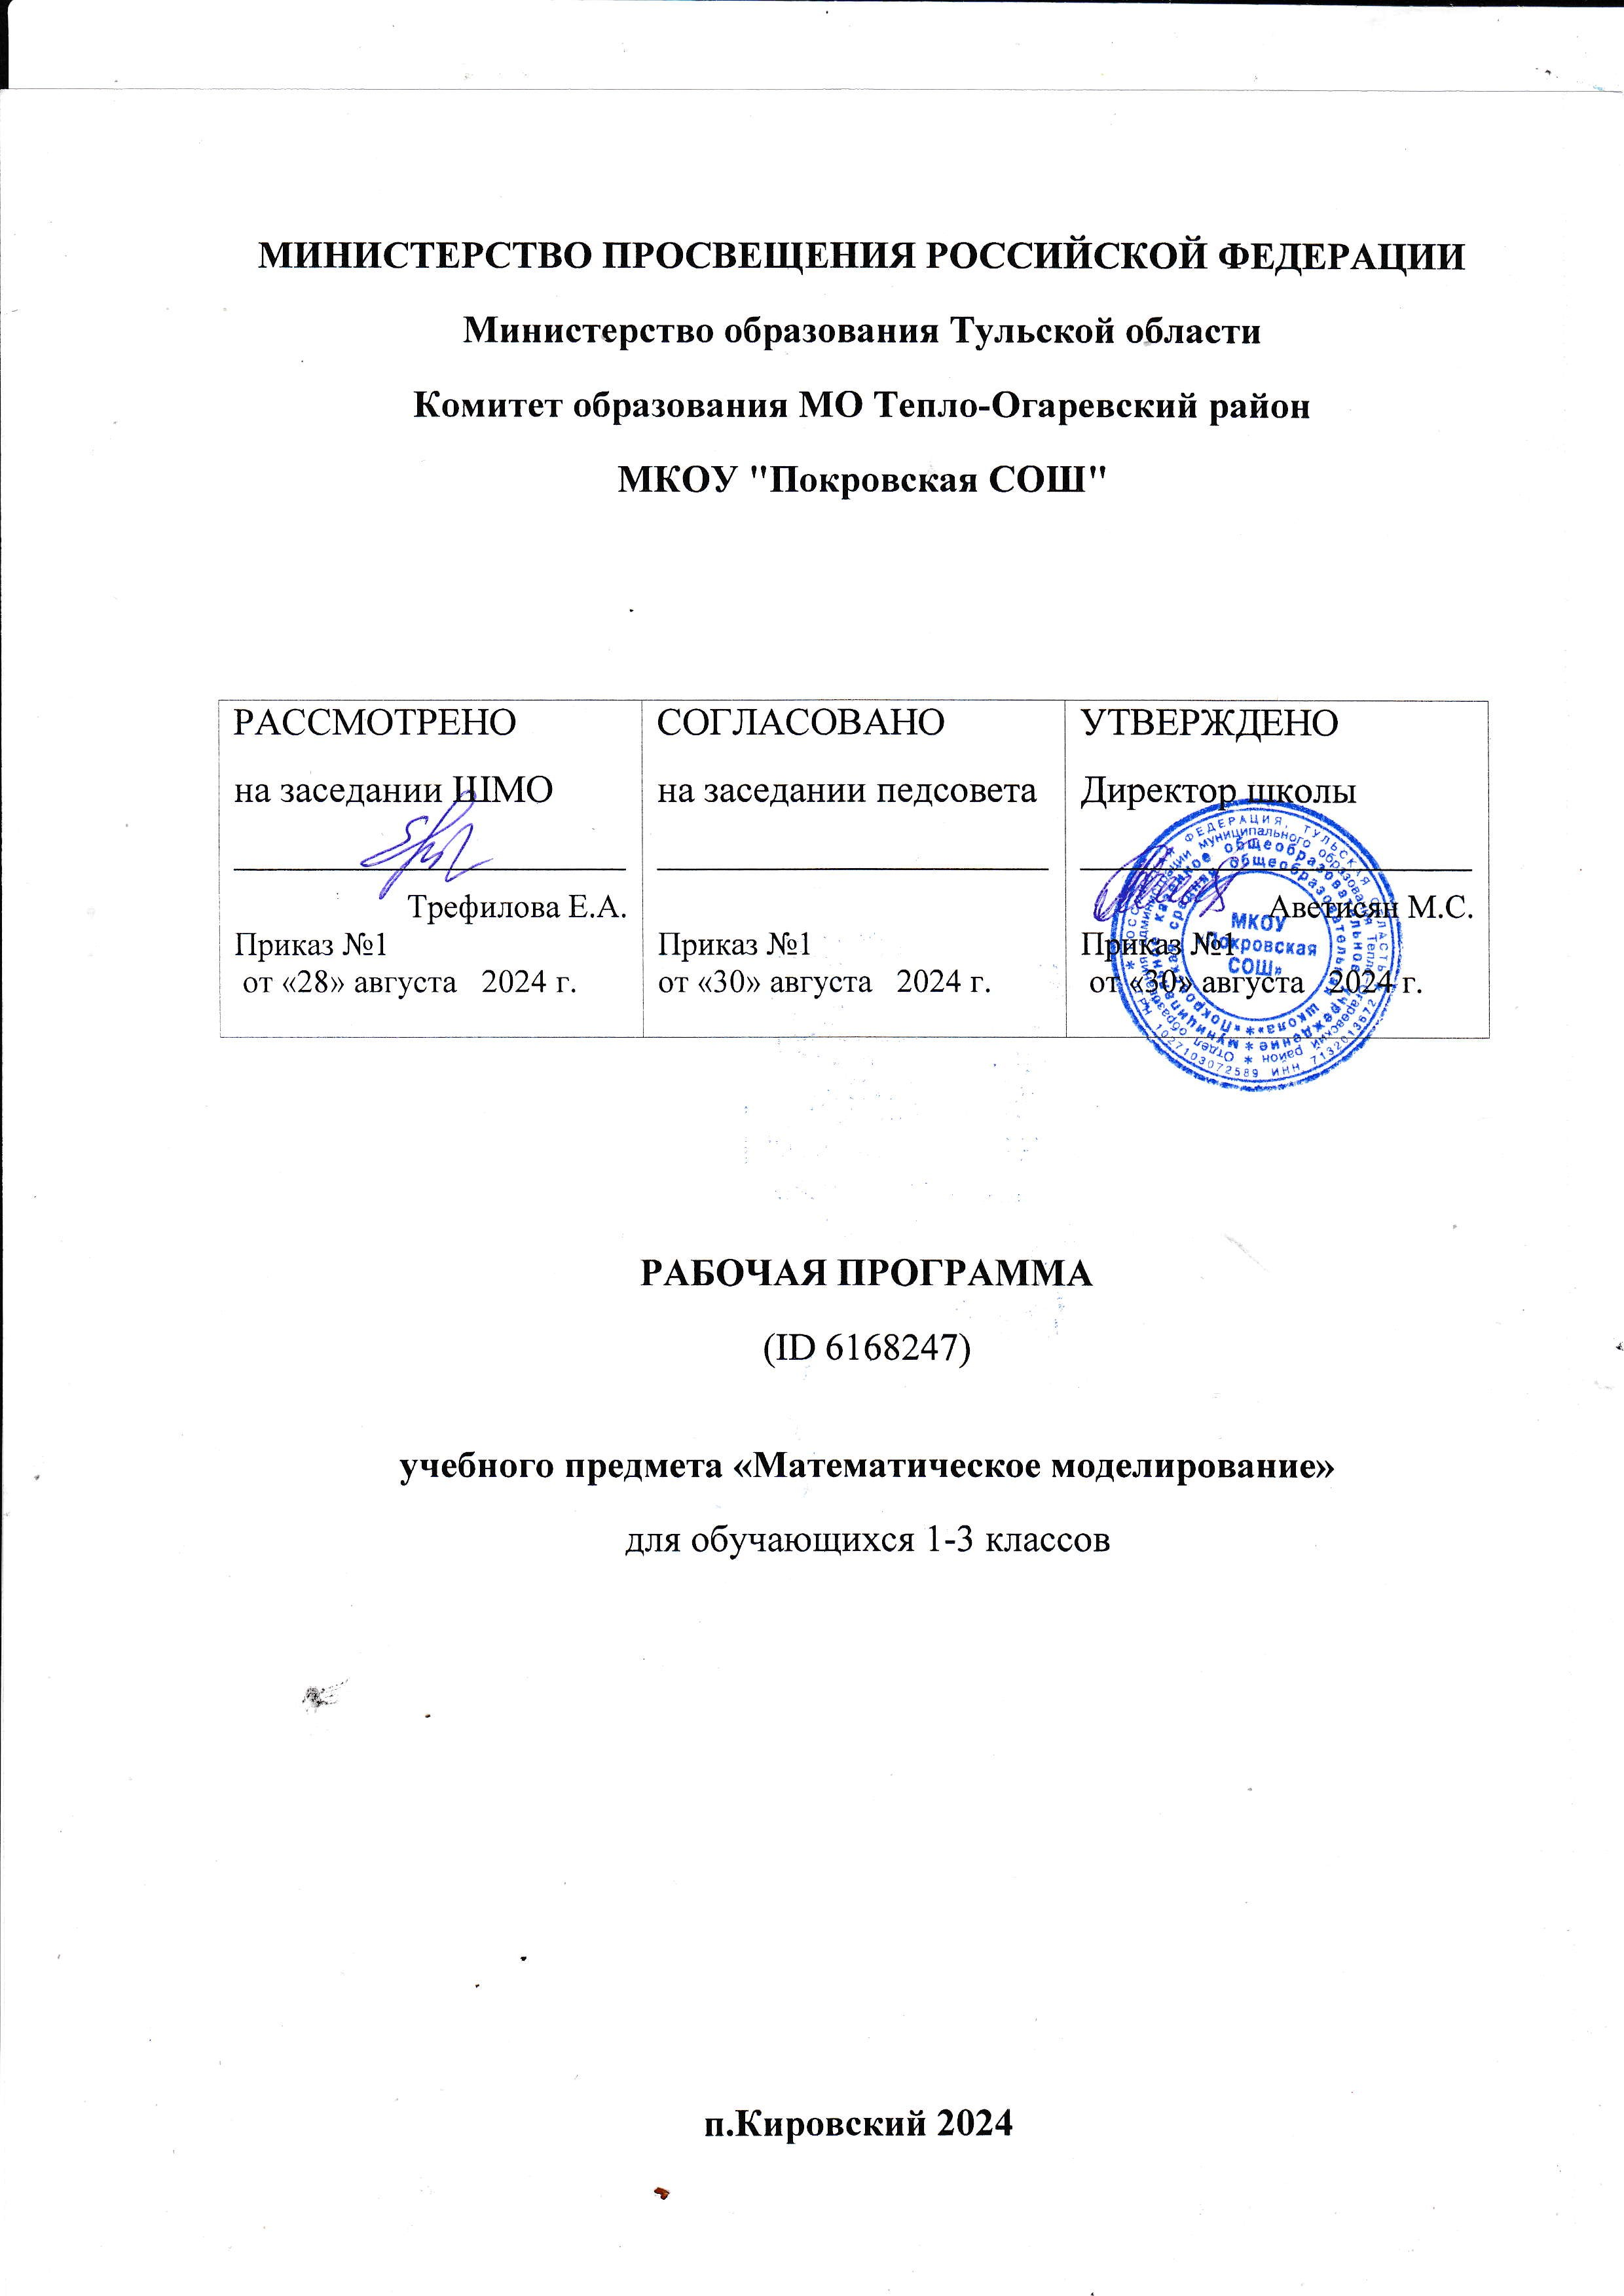 МИНИСТЕРСТВО ПРОСВЕЩЕНИЯ РОССИЙСКОЙ ФЕДЕРАЦИИ
Министерство образования Тульской области
Комитет образования МО Тепло-Огаревский район
МКОУ "Покровская СОШ"
РАССМОТРЕНО
на заседании ШМО
Трефилова Е.А.
Приказ №1
от «28» августа 2024 г.
СОГЛАСОВАНО
на заседании педсовета
Приказ №1
от «30» августа 2024 г.
УТВЕРЖДЕНО
Директор школы
Аветисян М.С.
Приказ №1
от «30» августа 2024 г.
МКОУ
«Покровская
СОШ»
РАБОЧАЯ ПРОГРАММА
(ID 6168247)
учебного предмета «Математическое моделирование»
для обучающихся 1-3 классов
п.Кировский 2024